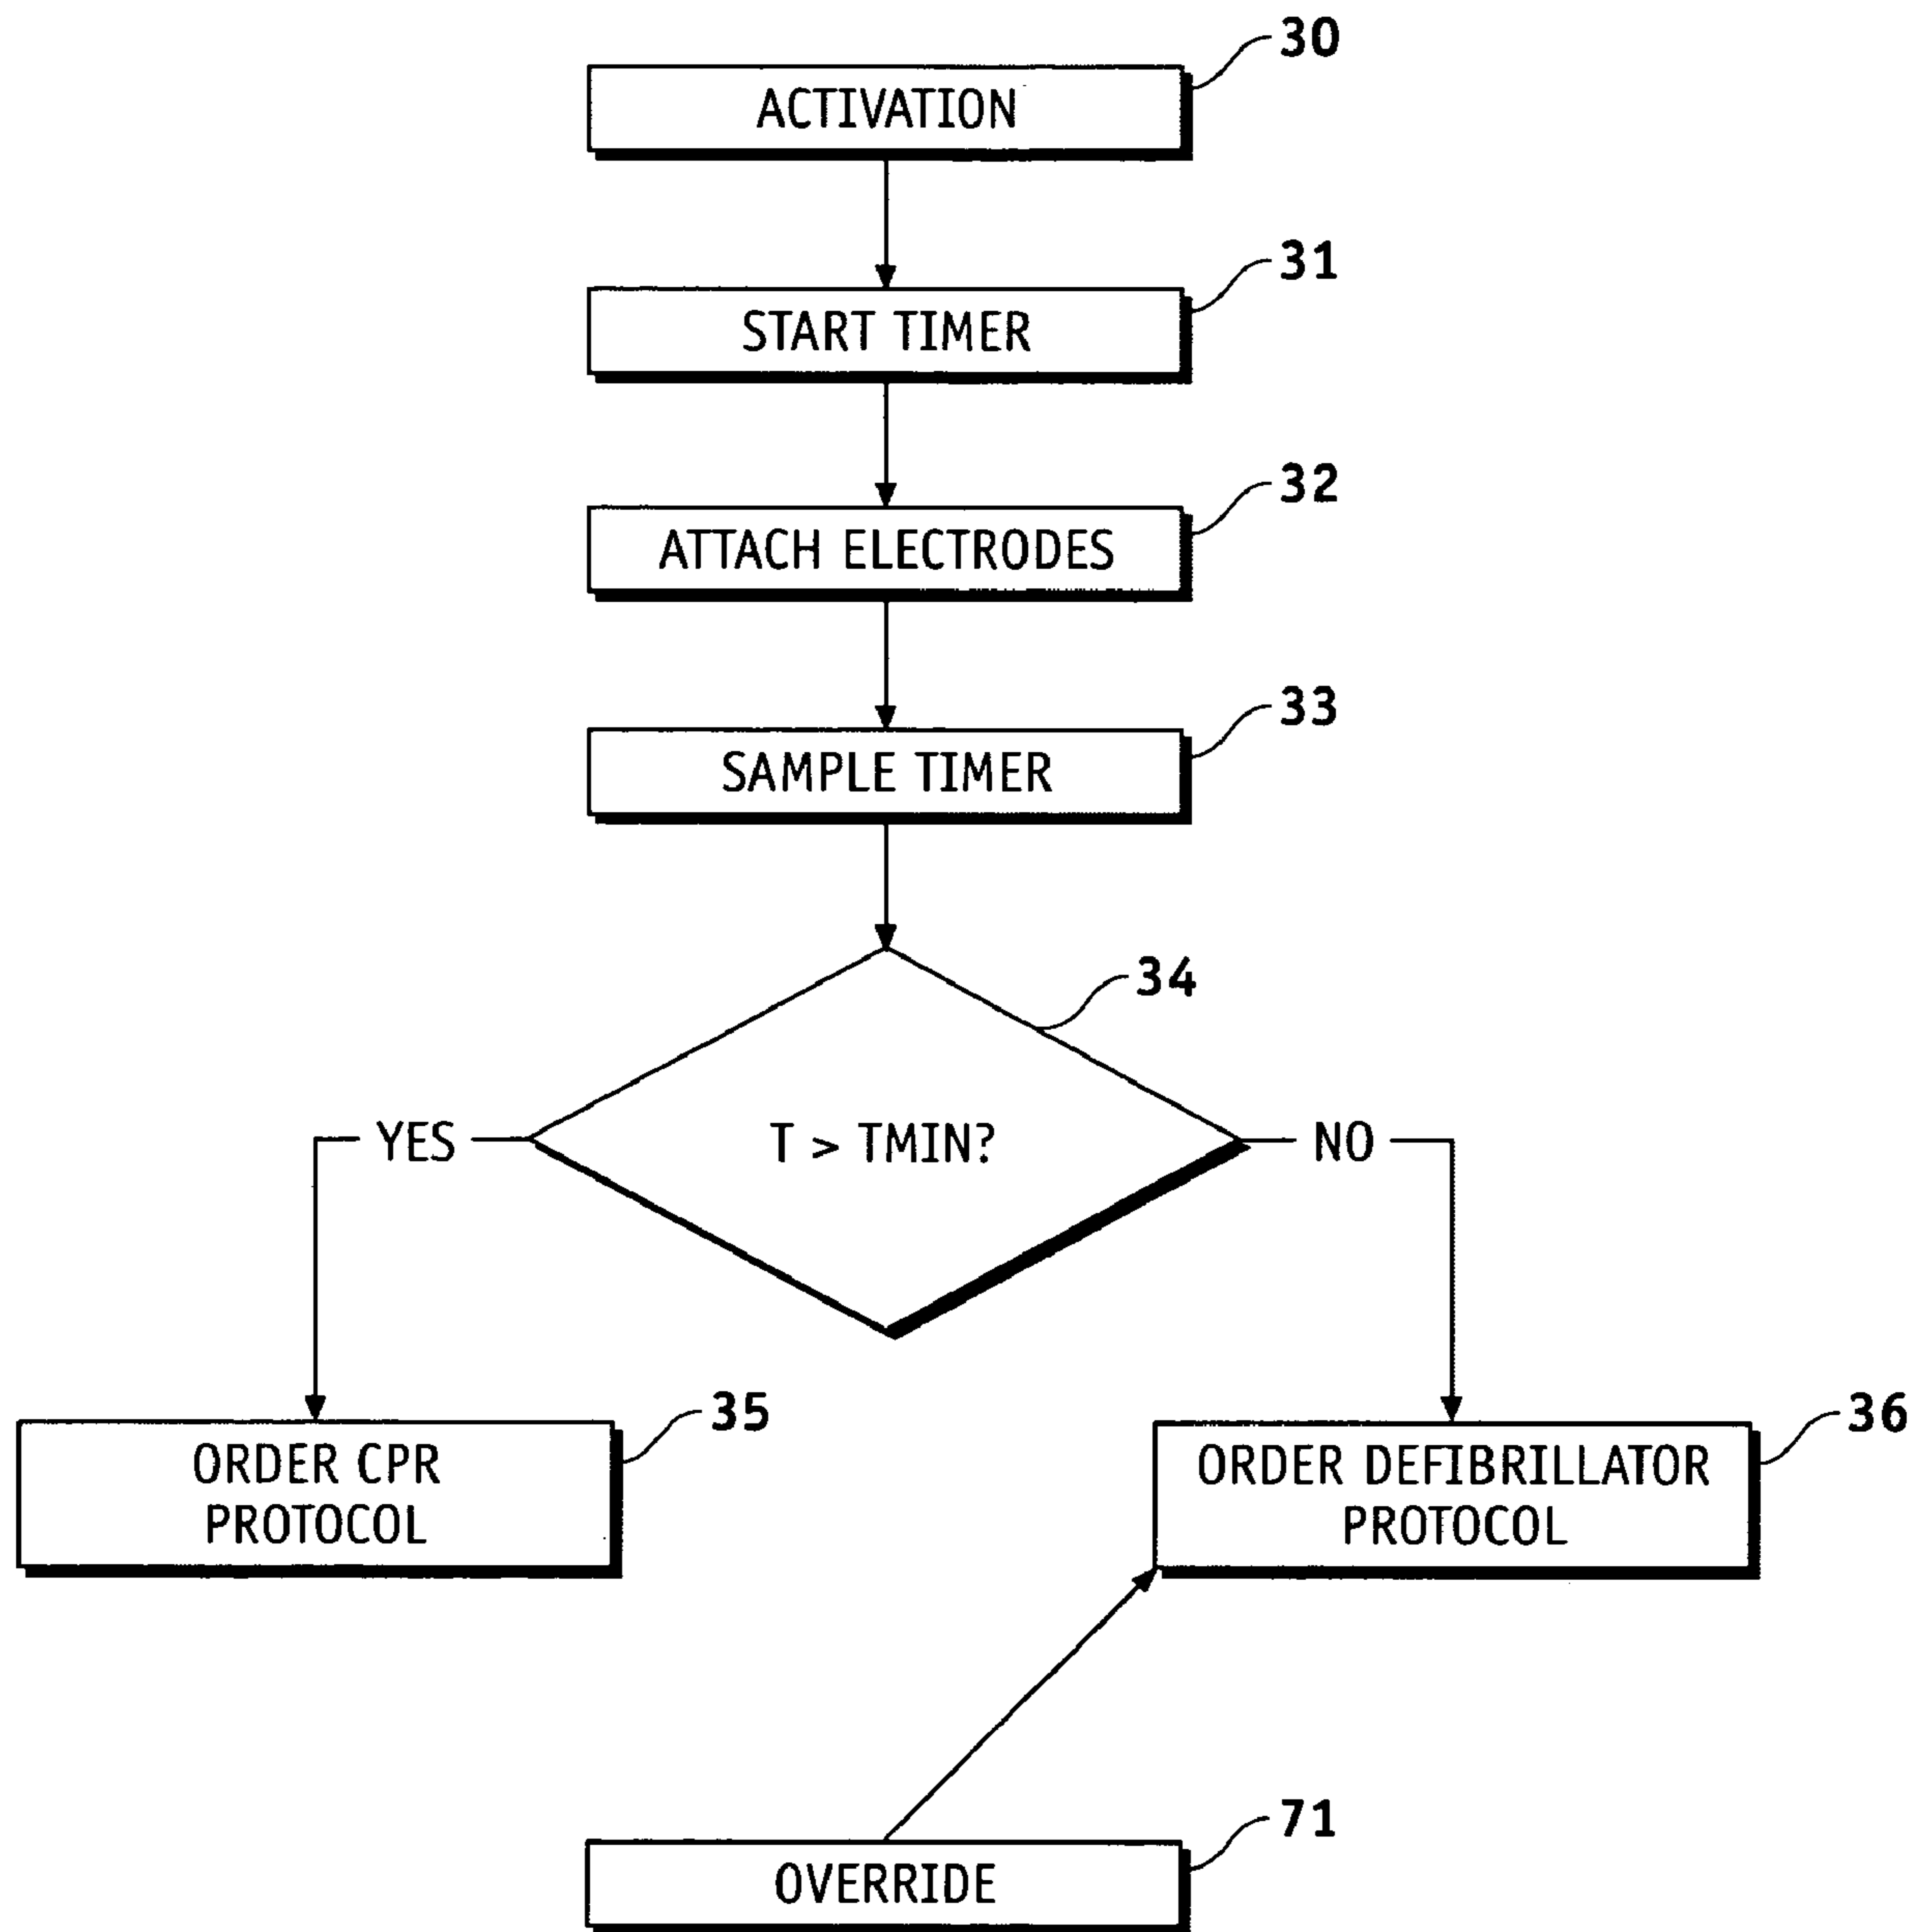 30
ACTIVATION
31
START TIMER
32
ATTACH ELECTRODES
33
SAMPLE TIMER
34
T > TMIN?
YES
NO
35
ORDER CPR
PROTOCOL
36
ORDER DEFIBRILLATOR
PROTOCOL
71
OVERRIDE